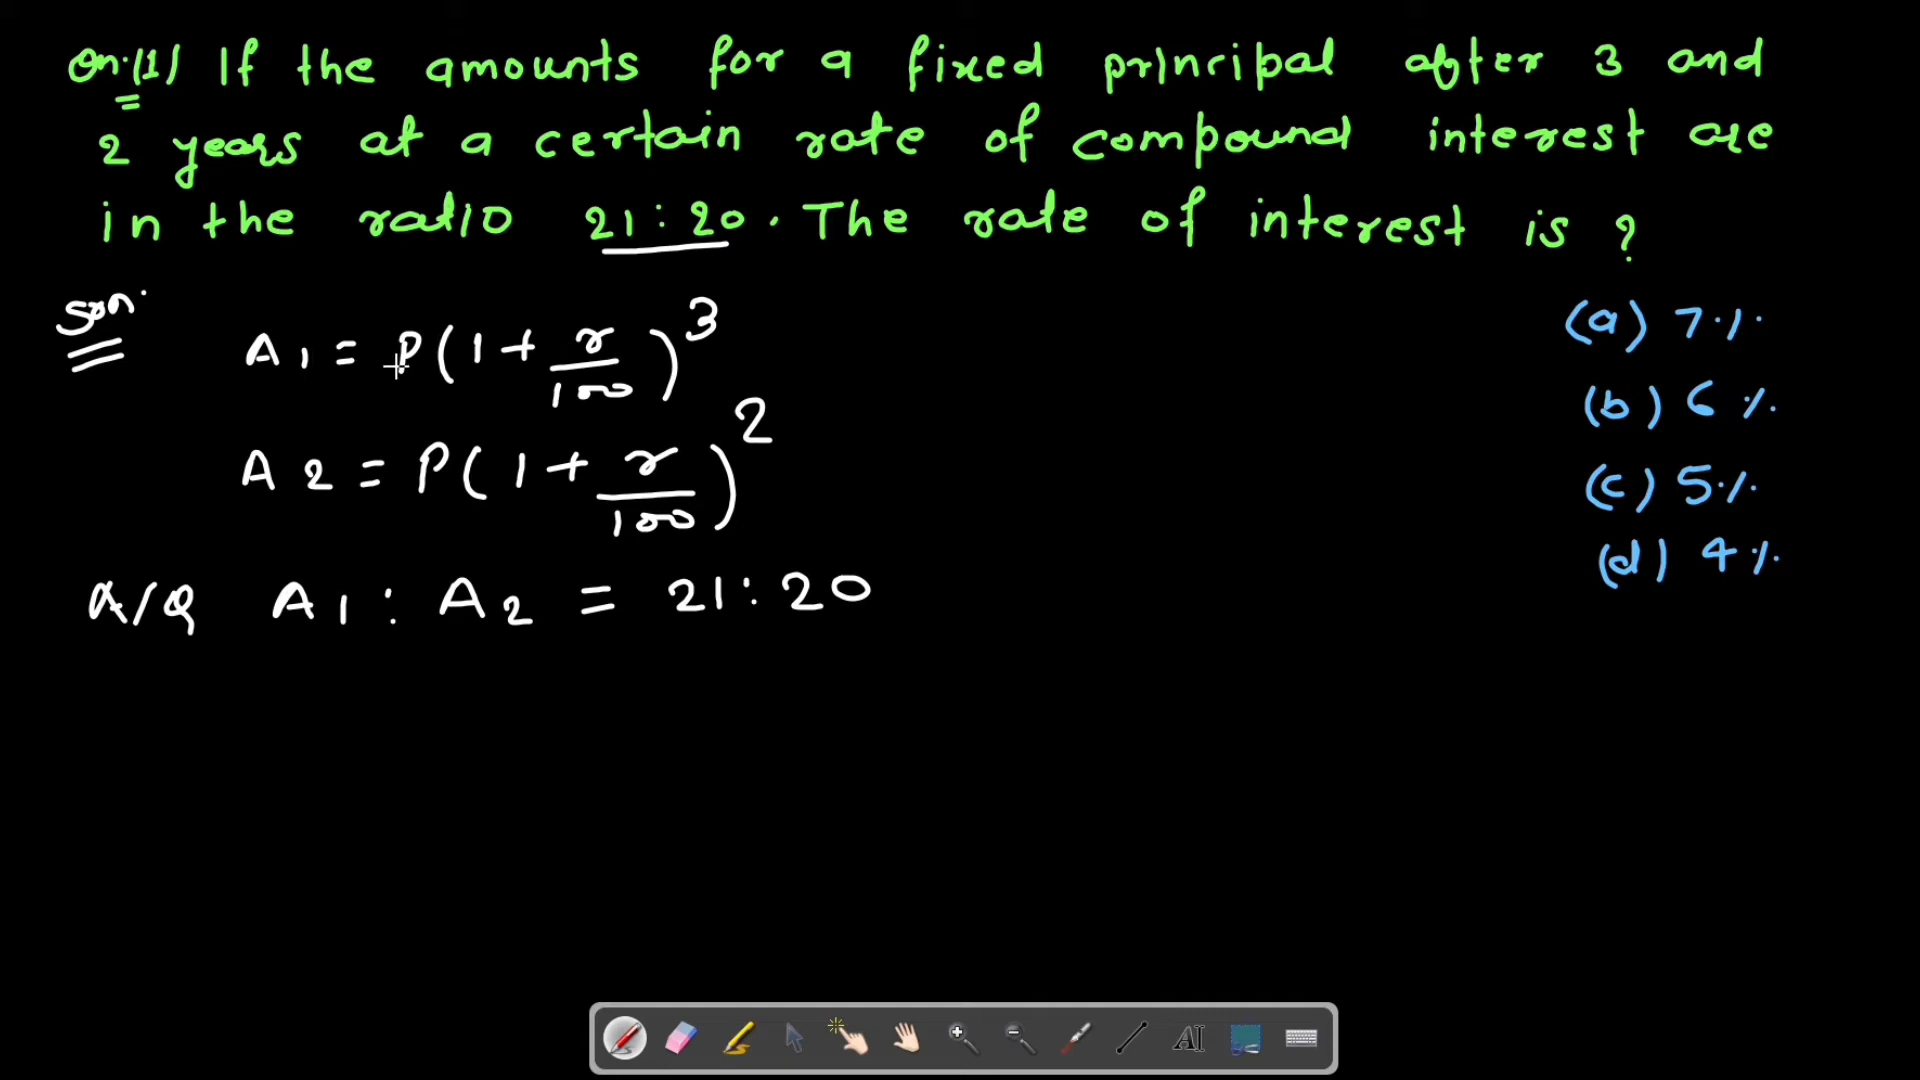 Qn.(1) If the amounts for a fixed principal after 3 and
2 years at a certain rate of compound interest are
in the ratio 21:20. The rate of interest is ?
Soln.
A1 = P(1 + r/100)^3
A2 = P(1 + r/100)^2
A/Q A1 : A2 = 21:20
(a) 7%
(b) 6%
(c) 5%
(d) 4%
AI